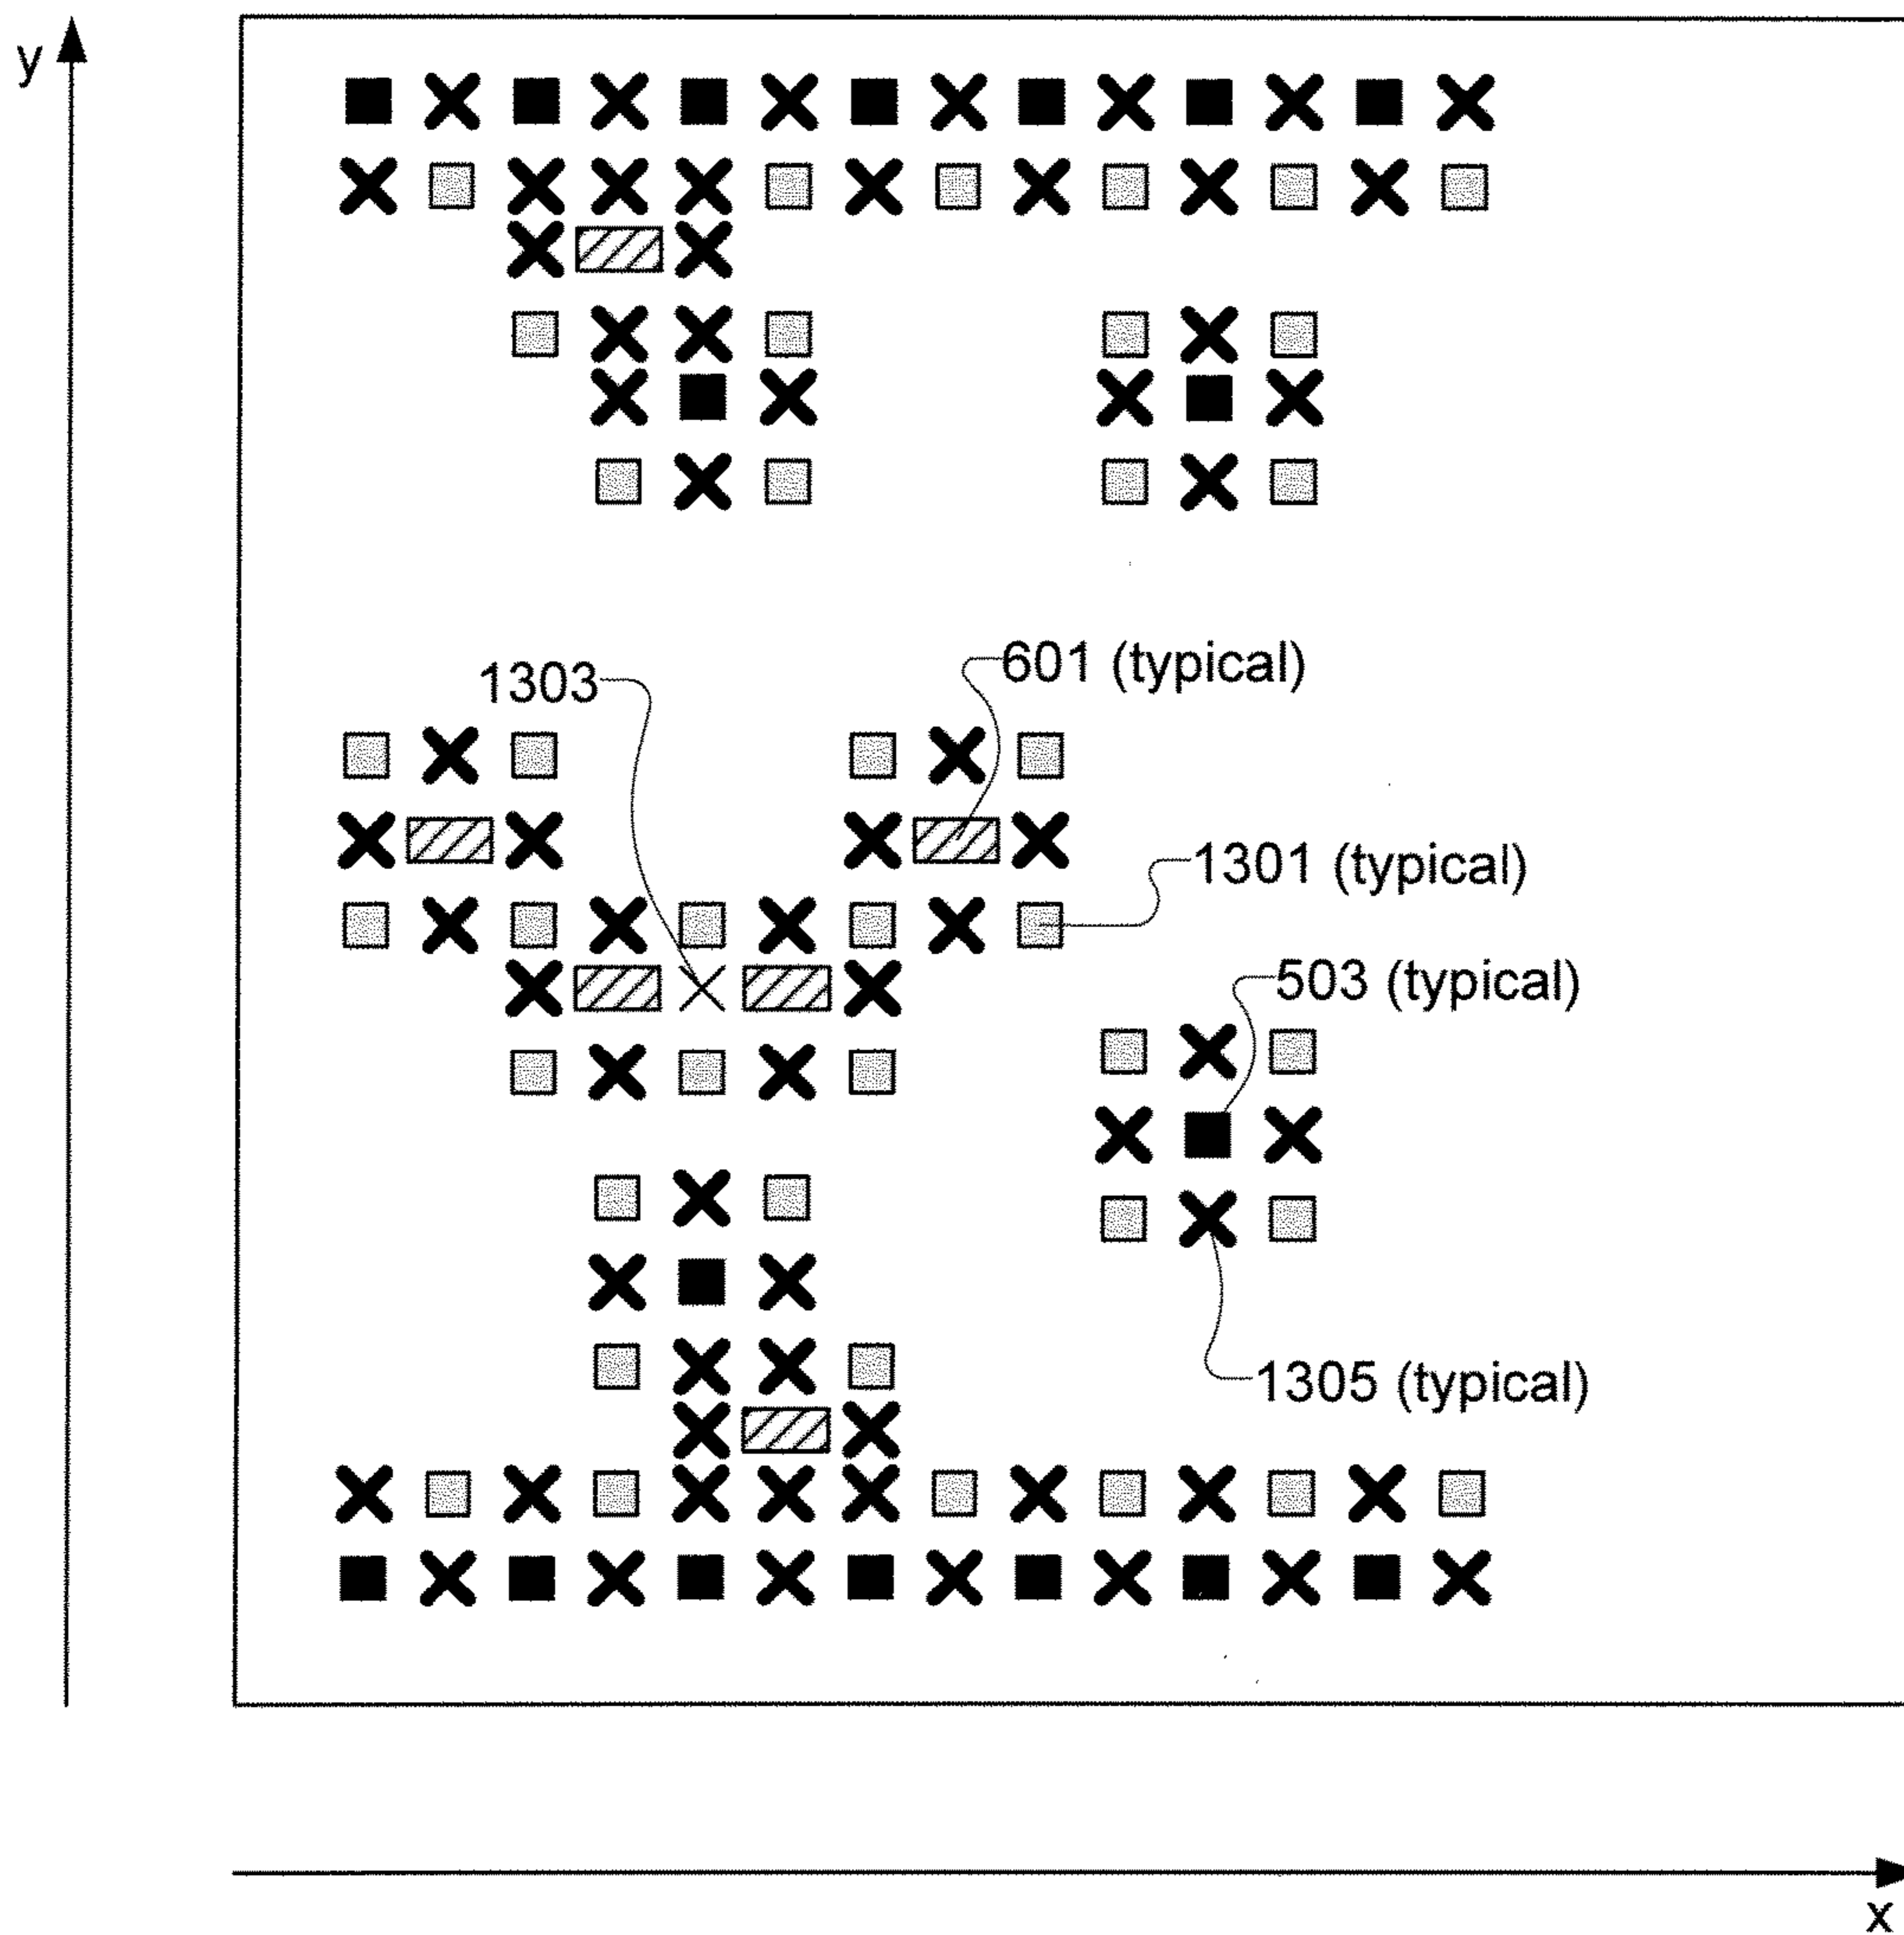 y
601 (typical)
1303
1301 (typical)
503 (typical)
1305 (typical)
x